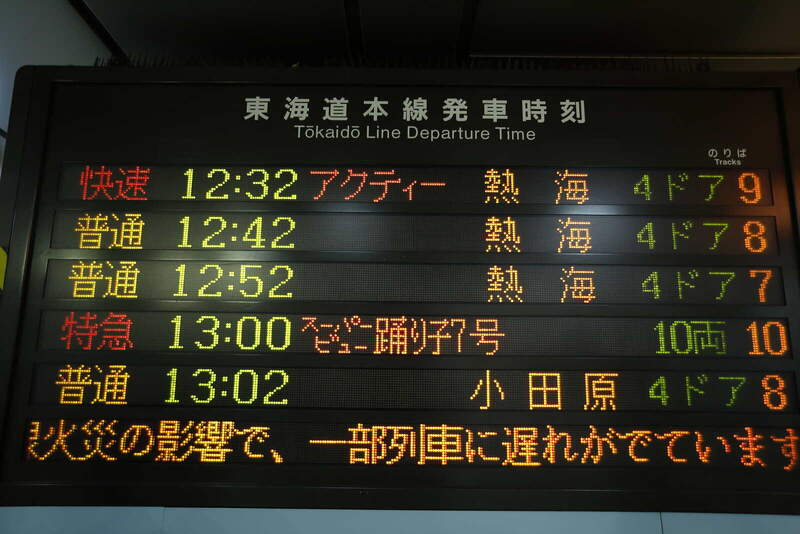 東海道本線発車時刻
Tōkaidō Line Departure Time
のりば
Tracks
快速 12:32 アクティー 熱海 4ドア 9
普通 12:42 熱海 4ドア 8
普通 12:52 熱海 4ドア 7
特急 13:00 スーパービュー踊り子7号 10両 10
普通 13:02 小田原 4ドア 8
火災の影響で、一部列車に遅れがでています